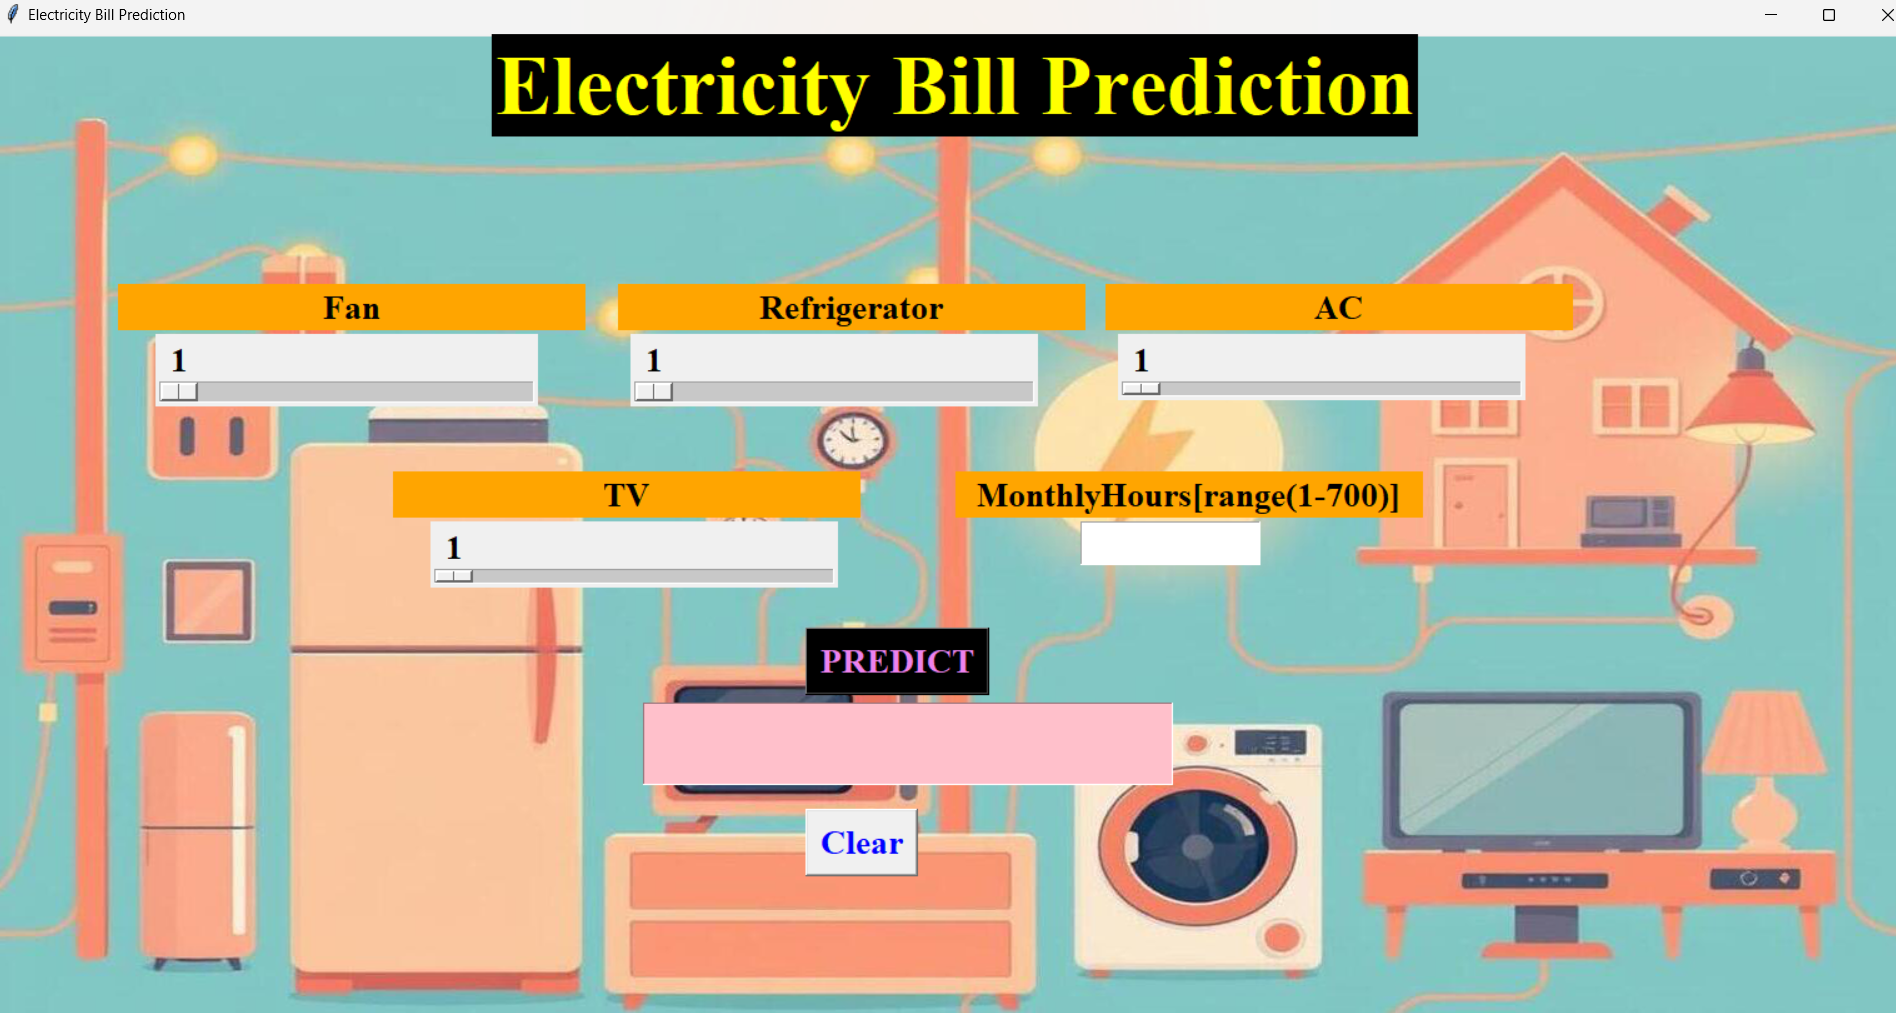 Electricity Bill Prediction
Electricity Bill Prediction
Fan
Refrigerator
AC
1
1
1
TV
MonthlyHours[range(1-700)]
1
PREDICT
Clear